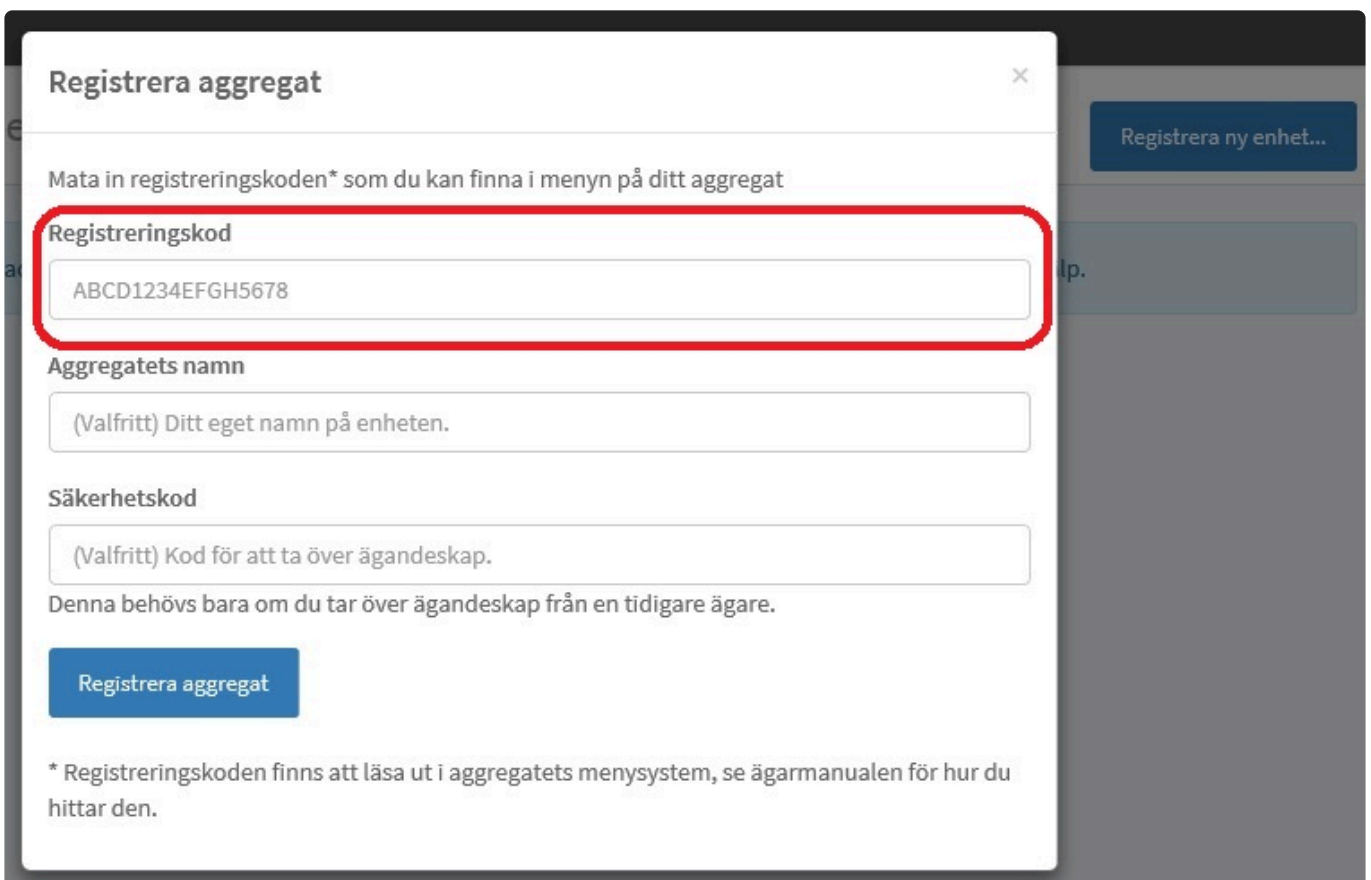 Registrera aggregat
×
Registrera ny enhet...
Mata in registreringskoden* som du kan finna i menyn på ditt aggregat
Registreringskod
ABCD1234EFGH5678
lp.
Aggregatets namn
(Valfritt) Ditt eget namn på enheten.
Säkerhetskod
(Valfritt) Kod för att ta över ägandeskap.
Denna behövs bara om du tar över ägandeskap från en tidigare ägare.
Registrera aggregat
* Registreringskoden finns att läsa ut i aggregatets menysystem, se ägarmanualen för hur du
hittar den.